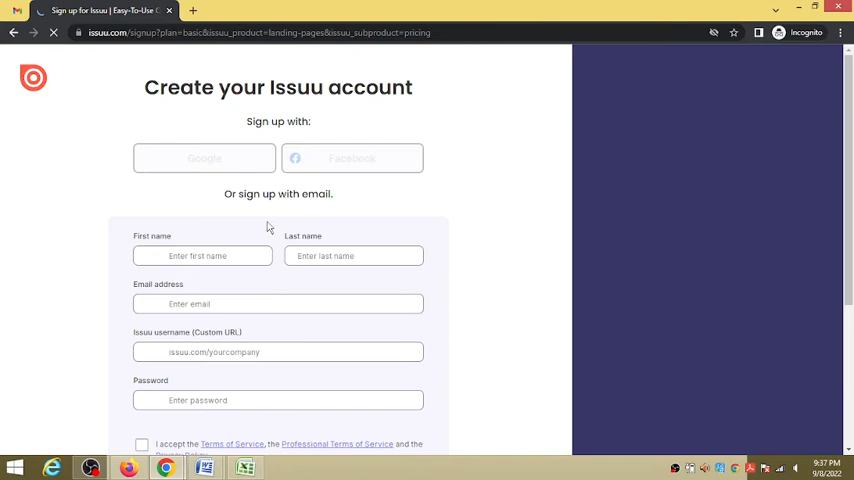 Sign up for Issuu | Easy-To-Use C
issuu.com/signup?plan=basic&issuu_product=landing-pages&issuu_subproduct=pricing
Incognito
Create your Issuu account
Sign up with:
Google
Facebook
Or sign up with email.
First name
Last name
Enter first name
Enter last name
Email address
Enter email
Issuu username (Custom URL)
issuu.com/yourcompany
Password
Enter password
I accept the Terms of Service, the Professional Terms of Service and the
Privacy Policy
9:37 PM
9/8/2022